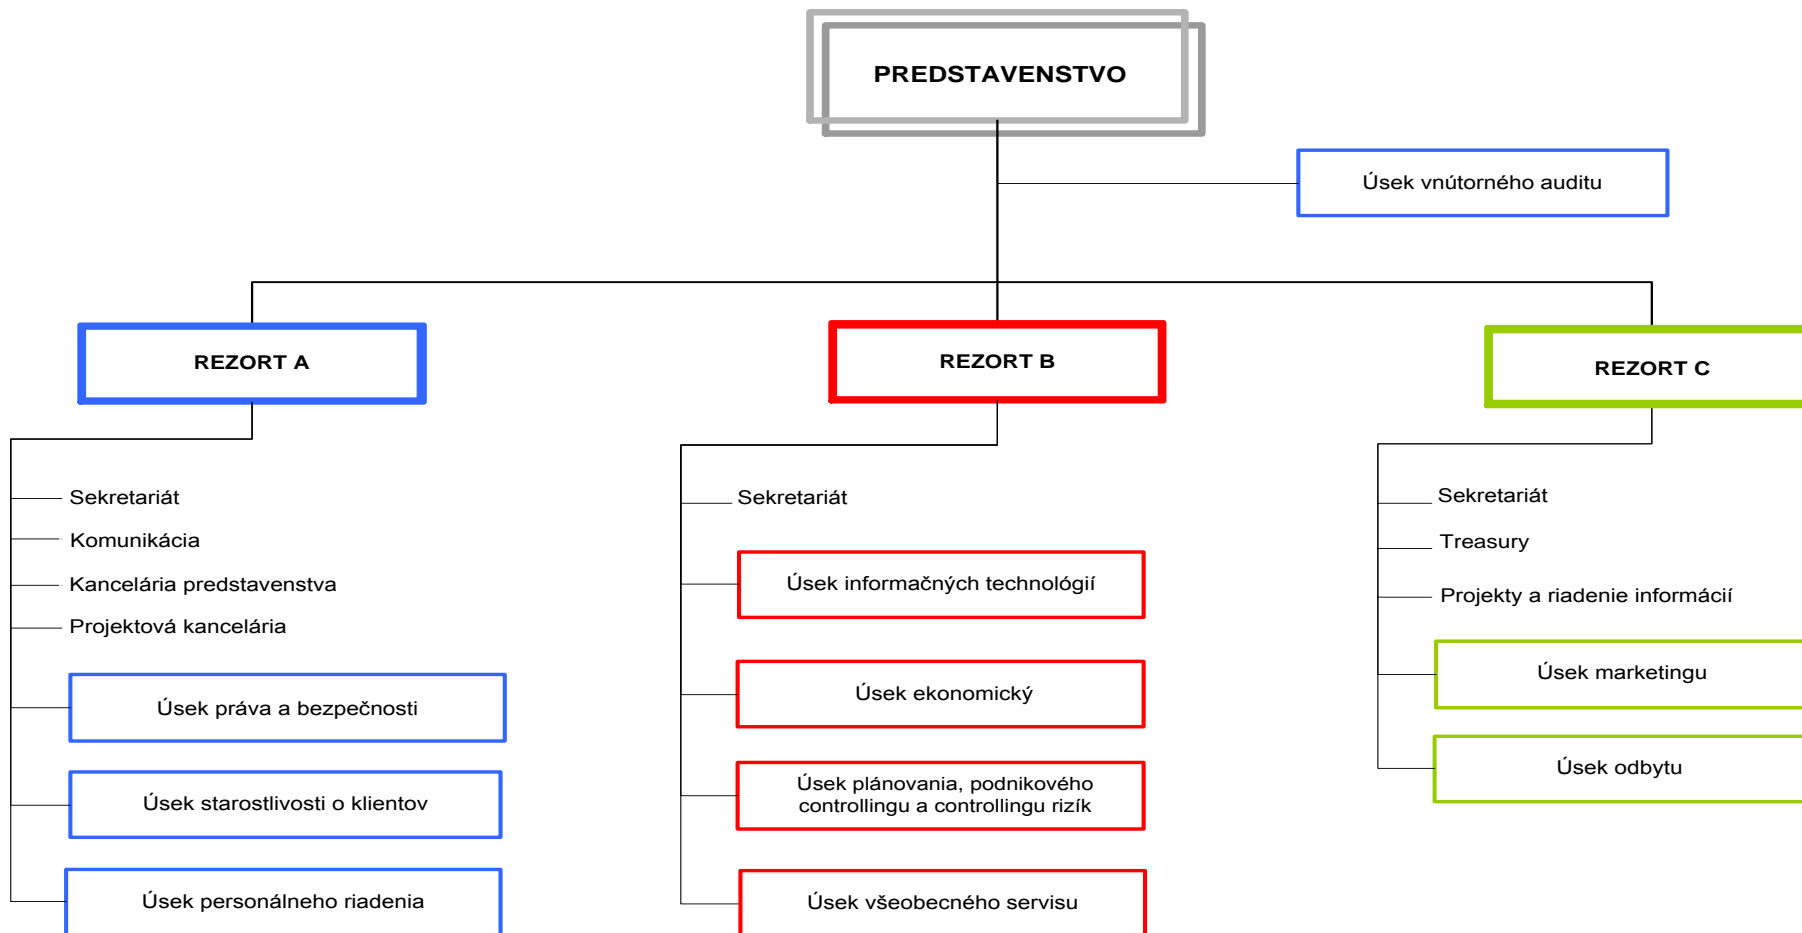 PREDSTAVENSTVO
Úsek vnútorného auditu
REZORT A
REZORT B
REZORT C
Sekretariát
Komunikácia
Kancelária predstavenstva
Projektová kancelária
Úsek práva a bezpečnosti
Úsek starostlivosti o klientov
Úsek personálneho riadenia
Sekretariát
Úsek informačných technológií
Úsek ekonomický
Úsek plánovania, podnikového
controllingu a controllingu rizík
Úsek všeobecného servisu
Sekretariát
Treasury
Projekty a riadenie informácií
Úsek marketingu
Úsek odbytu